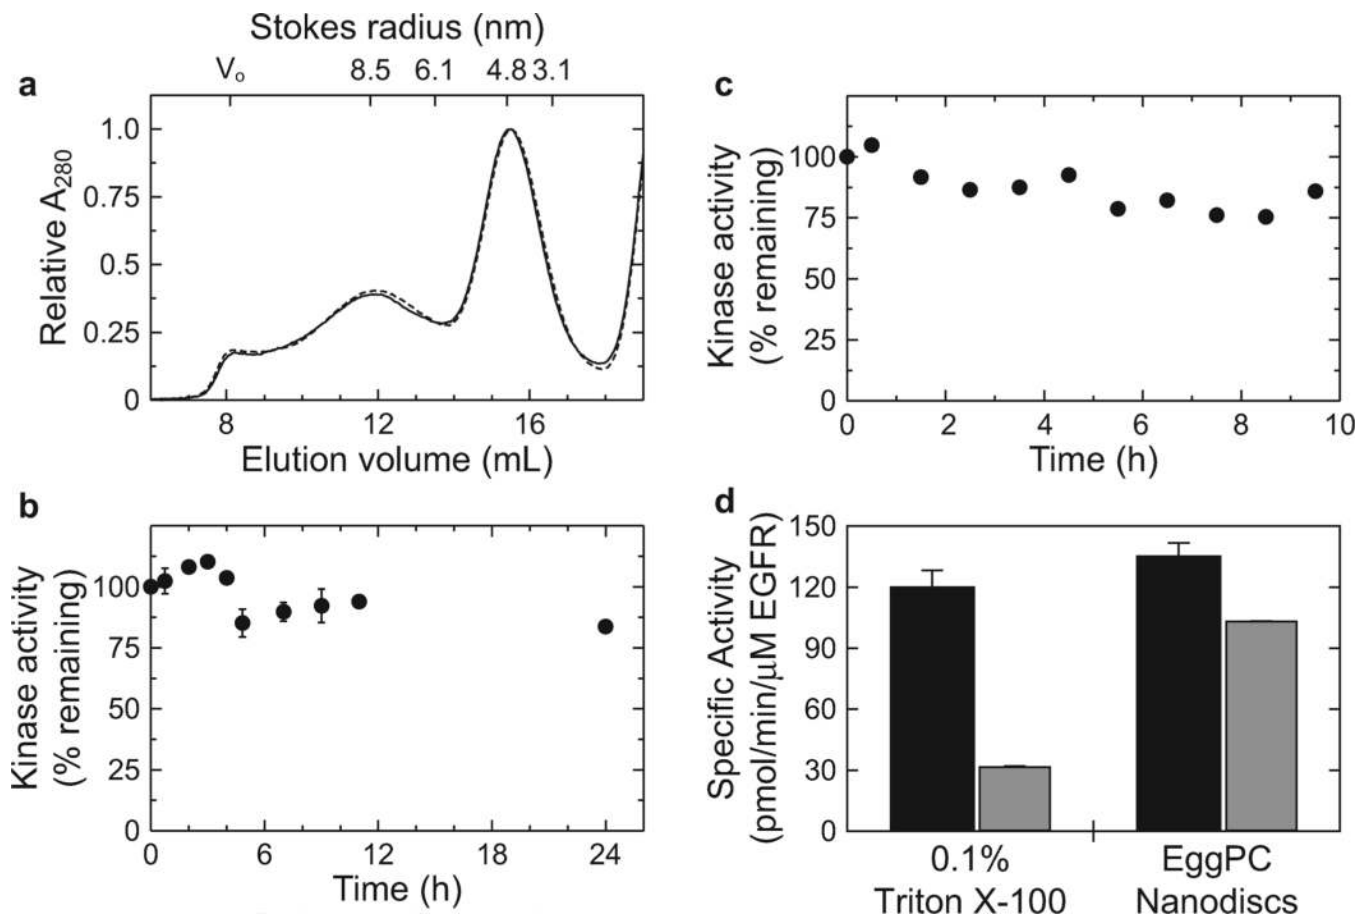 Stokes radius (nm)
V₀ 8.5 6.1 4.8 3.1
a
1.0
0.75
0.5
0.25
0
Relative A₂₈₀
8 12 16
Elution volume (mL)
b
100
75
50
25
0
Kinase activity
(% remaining)
0 6 12 18 24
Time (h)
c
100
75
50
25
0
Kinase activity
(% remaining)
0 2 4 6 8 10
Time (h)
d
150
120
90
60
30
0
Specific Activity
(pmol/min/μM EGFR)
0.1%
Triton X-100
EggPC
Nanodiscs